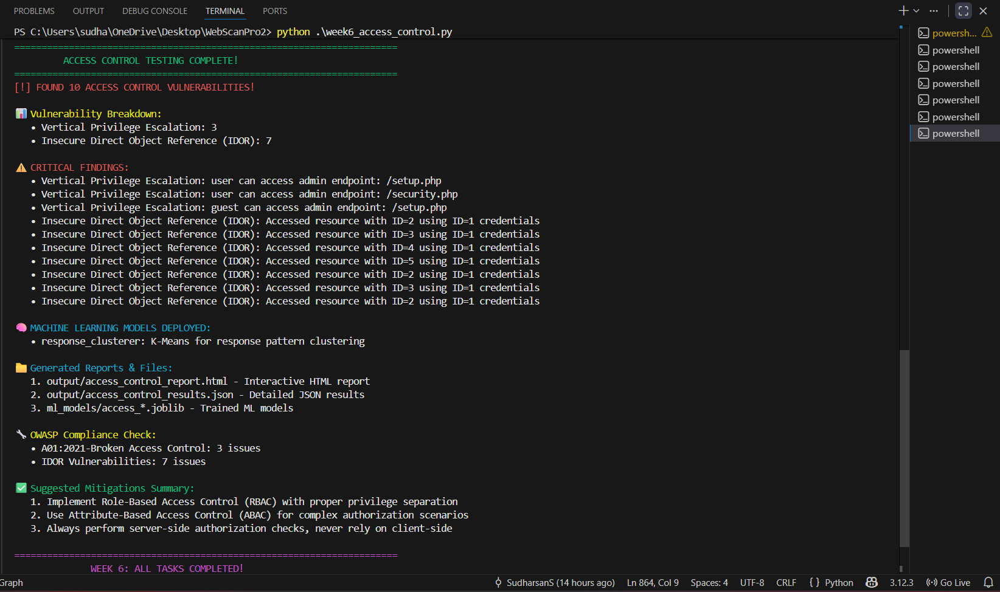 PROBLEMS OUTPUT DEBUG CONSOLE TERMINAL PORTS
PS C:\Users\sudha\OneDrive\Desktop\WebScanPro2> python .\week6_access_control.py
======================================================================
ACCESS CONTROL TESTING COMPLETE!
======================================================================
[!] FOUND 10 ACCESS CONTROL VULNERABILITIES!
📊 Vulnerability Breakdown:
• Vertical Privilege Escalation: 3
• Insecure Direct Object Reference (IDOR): 7
⚠️ CRITICAL FINDINGS:
• Vertical Privilege Escalation: user can access admin endpoint: /setup.php
• Vertical Privilege Escalation: user can access admin endpoint: /security.php
• Vertical Privilege Escalation: guest can access admin endpoint: /setup.php
• Insecure Direct Object Reference (IDOR): Accessed resource with ID=2 using ID=1 credentials
• Insecure Direct Object Reference (IDOR): Accessed resource with ID=3 using ID=1 credentials
• Insecure Direct Object Reference (IDOR): Accessed resource with ID=4 using ID=1 credentials
• Insecure Direct Object Reference (IDOR): Accessed resource with ID=5 using ID=1 credentials
• Insecure Direct Object Reference (IDOR): Accessed resource with ID=2 using ID=1 credentials
• Insecure Direct Object Reference (IDOR): Accessed resource with ID=3 using ID=1 credentials
• Insecure Direct Object Reference (IDOR): Accessed resource with ID=2 using ID=1 credentials
🧠 MACHINE LEARNING MODELS DEPLOYED:
• response_clusterer: K-Means for response pattern clustering
📁 Generated Reports & Files:
1. output/access_control_report.html - Interactive HTML report
2. output/access_control_results.json - Detailed JSON results
3. ml_models/access_*.joblib - Trained ML models
🔧 OWASP Compliance Check:
• A01:2021-Broken Access Control: 3 issues
• IDOR Vulnerabilities: 7 issues
✅ Suggested Mitigations Summary:
1. Implement Role-Based Access Control (RBAC) with proper privilege separation
2. Use Attribute-Based Access Control (ABAC) for complex authorization scenarios
3. Always perform server-side authorization checks, never rely on client-side
======================================================================
WEEK 6: ALL TASKS COMPLETED!
powersh...
powershell
powershell
powershell
powershell
powershell
powershell
Graph SudharsanS (14 hours ago) Ln 864, Col 9 Spaces: 4 UTF-8 CRLF { } Python 3.12.3 Go Live